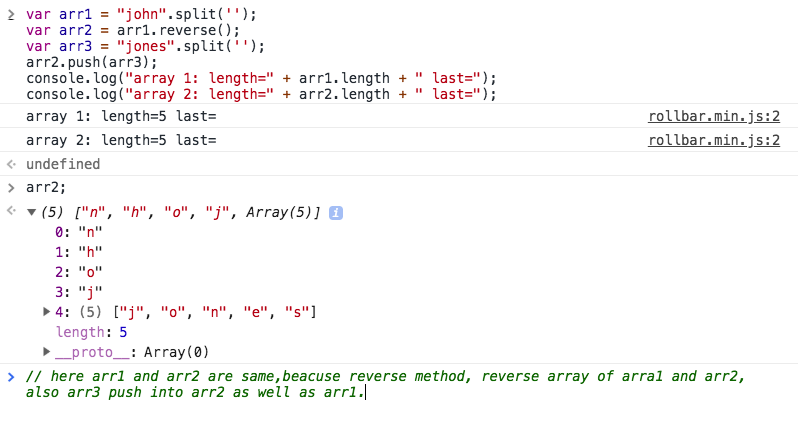 > var arr1 = "john".split('');
var arr2 = arr1.reverse();
var arr3 = "jones".split('');
arr2.push(arr3);
console.log("array 1: length=" + arr1.length + " last=");
console.log("array 2: length=" + arr2.length + " last=");
array 1: length=5 last= rollbar.min.js:2
array 2: length=5 last= rollbar.min.js:2
undefined
> arr2;
(5) ["n", "h", "o", "j", Array(5)] i
0: "n"
1: "h"
2: "o"
3: "j"
4: (5) ["j", "o", "n", "e", "s"]
length: 5
__proto__: Array(0)
> // here arr1 and arr2 are same,beacuse reverse method, reverse array of arra1 and arr2,
also arr3 push into arr2 as well as arr1.